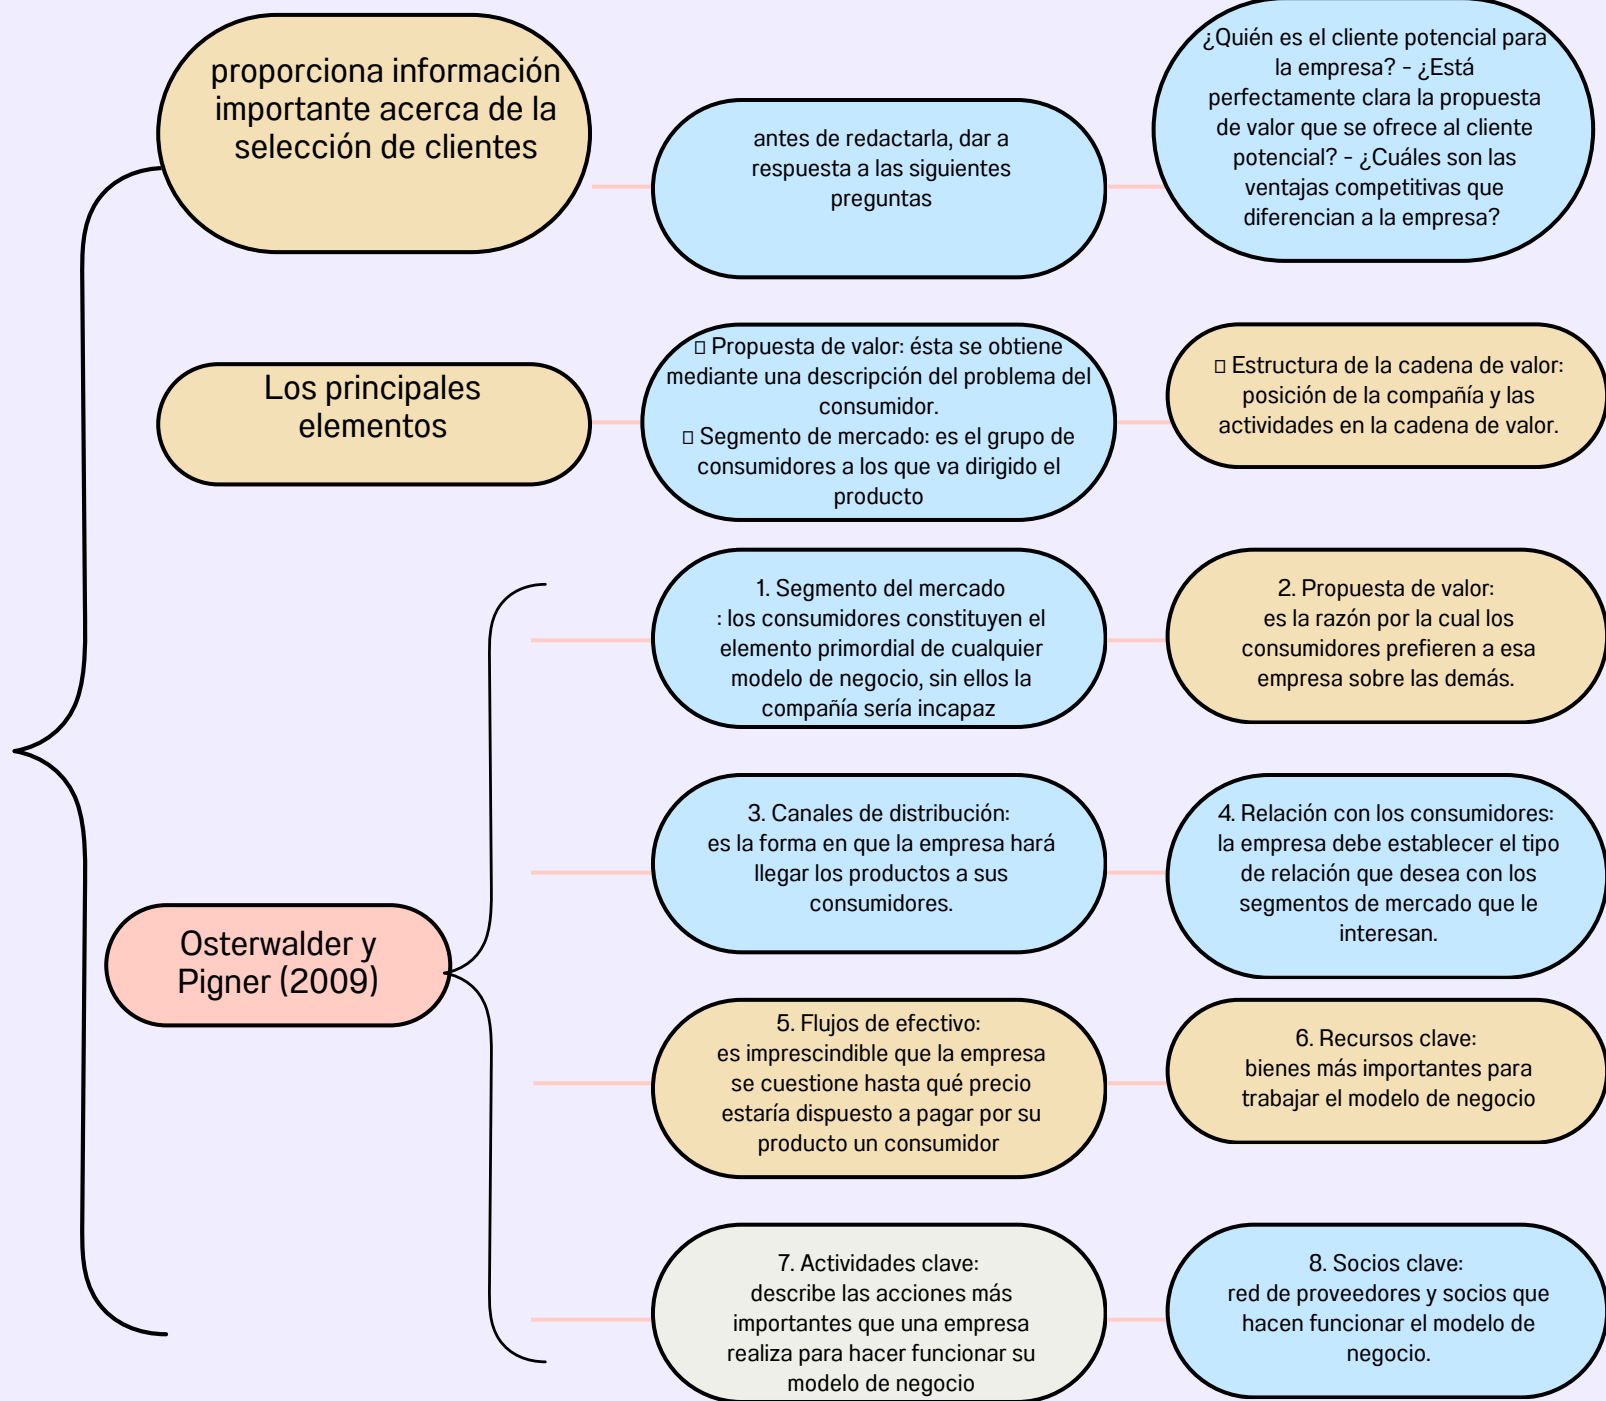 proporciona información
importante acerca de la
selección de clientes
antes de redactarla, dar a
respuesta a las siguientes
preguntas
¿Quién es el cliente potencial para
la empresa? - ¿Está
perfectamente clara la propuesta
de valor que se ofrece al cliente
potencial? - ¿Cuáles son las
ventajas competitivas que
diferencian a la empresa?
Los principales
elementos
▯ Propuesta de valor: ésta se obtiene
mediante una descripción del problema del
consumidor.
▯ Segmento de mercado: es el grupo de
consumidores a los que va dirigido el
producto
▯ Estructura de la cadena de valor:
posición de la compañía y las
actividades en la cadena de valor.
Osterwalder y
Pigner (2009)
1. Segmento del mercado
: los consumidores constituyen el
elemento primordial de cualquier
modelo de negocio, sin ellos la
compañía sería incapaz
2. Propuesta de valor:
es la razón por la cual los
consumidores prefieren a esa
empresa sobre las demás.
3. Canales de distribución:
es la forma en que la empresa hará
llegar los productos a sus
consumidores.
4. Relación con los consumidores:
la empresa debe establecer el tipo
de relación que desea con los
segmentos de mercado que le
interesan.
5. Flujos de efectivo:
es imprescindible que la empresa
se cuestione hasta qué precio
estaría dispuesto a pagar por su
producto un consumidor
6. Recursos clave:
bienes más importantes para
trabajar el modelo de negocio
7. Actividades clave:
describe las acciones más
importantes que una empresa
realiza para hacer funcionar su
modelo de negocio
8. Socios clave:
red de proveedores y socios que
hacen funcionar el modelo de
negocio.